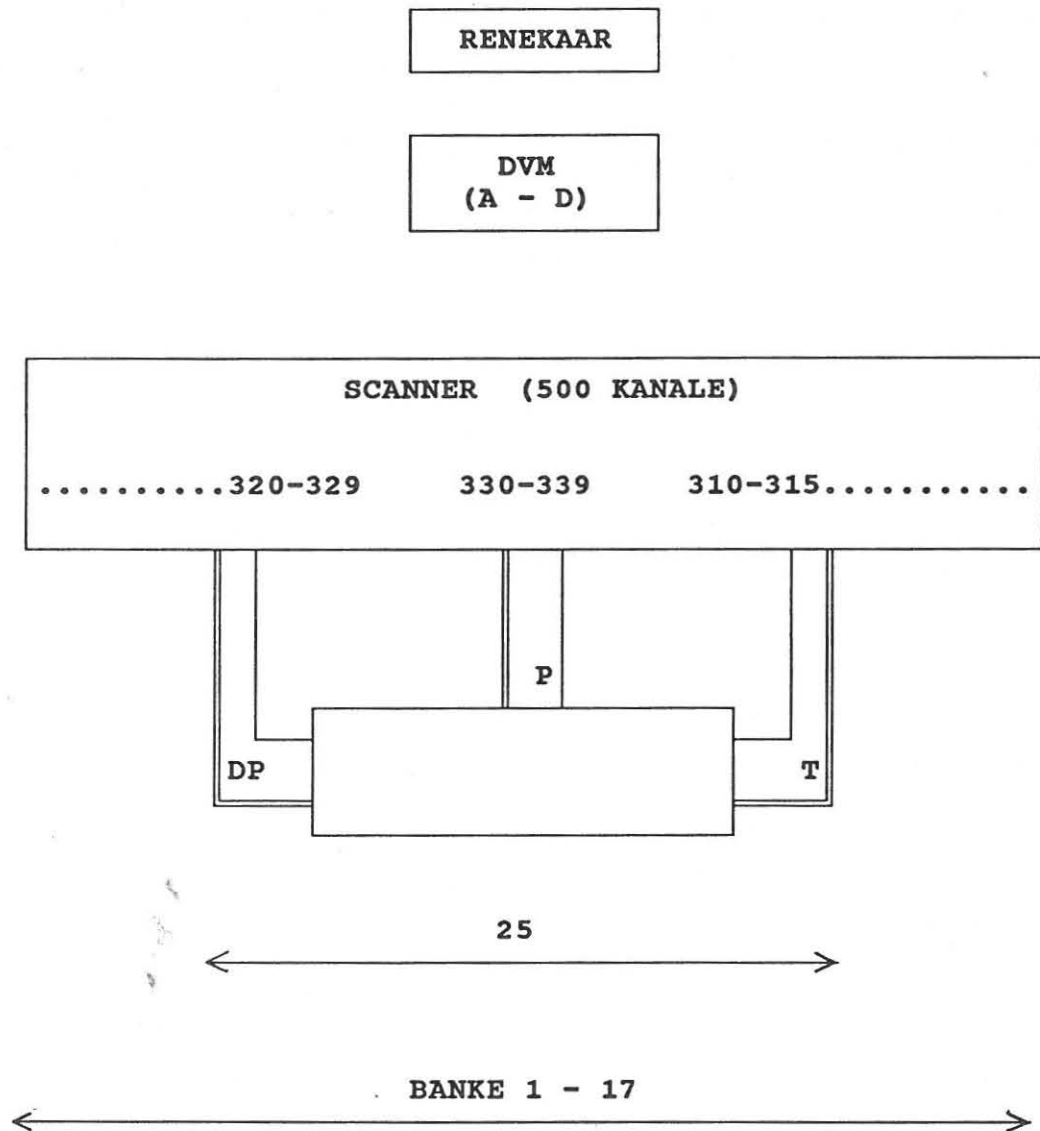 RENEKAAR
DVM
(A - D)
SCANNER (500 KANALE)
..........320-329 330-339 310-315...........
P
DP T
25
BANKE 1 - 17